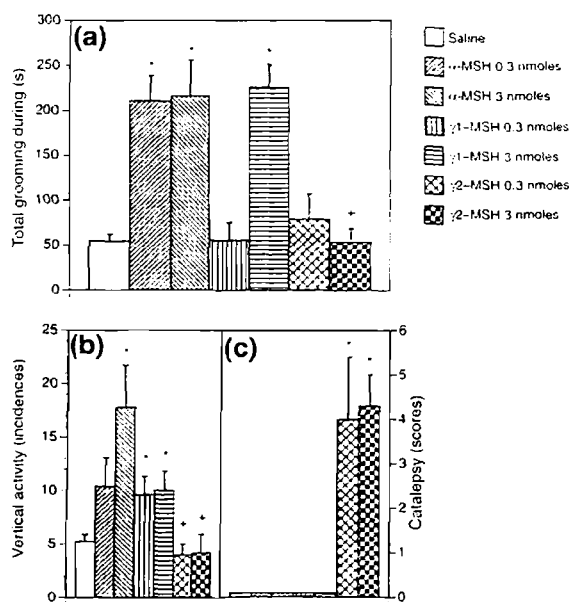 (a)
Total grooming during (s)
300
250
200
150
100
50
0
Saline
α-MSH 0.3 nmoles
α-MSH 3 nmoles
γ1-MSH 0.3 nmoles
γ1-MSH 3 nmoles
γ2-MSH 0.3 nmoles
γ2-MSH 3 nmoles
* * * +
(b)
Vertical activity (incidences)
25
20
15
10
5
0
* * * + +
(c)
* *
6
5
4
3
2
1
0
Catalepsy (scores)